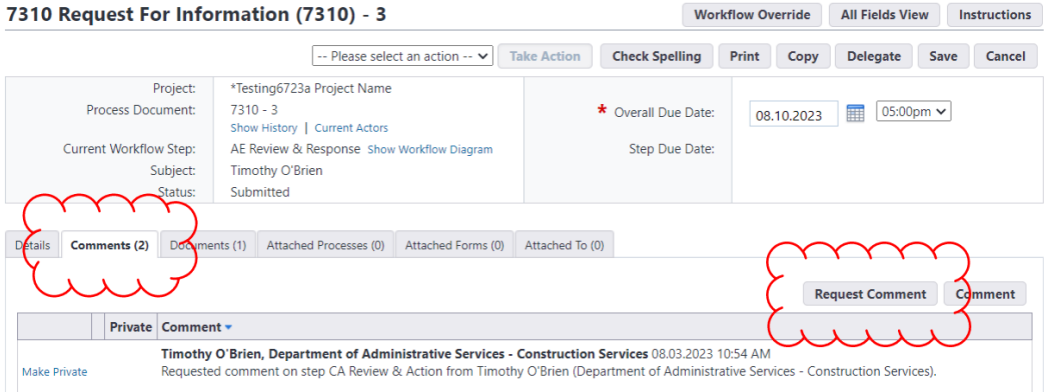 7310 Request For Information (7310) - 3
Workflow Override All Fields View Instructions
-- Please select an action -- Take Action Check Spelling Print Copy Delegate Save Cancel
Project: *Testing6723a Project Name
Process Document: 7310 - 3
* Overall Due Date: 08.10.2023 05:00pm
Show History | Current Actors
Current Workflow Step: AE Review & Response Show Workflow Diagram Step Due Date:
Subject: Timothy O'Brien
Status: Submitted
Details Comments (2) Documents (1) Attached Processes (0) Attached Forms (0) Attached To (0)
Request Comment Comment
Private Comment
Timothy O'Brien, Department of Administrative Services - Construction Services 08.03.2023 10:54 AM
Make Private Requested comment on step CA Review & Action from Timothy O'Brien (Department of Administrative Services - Construction Services).